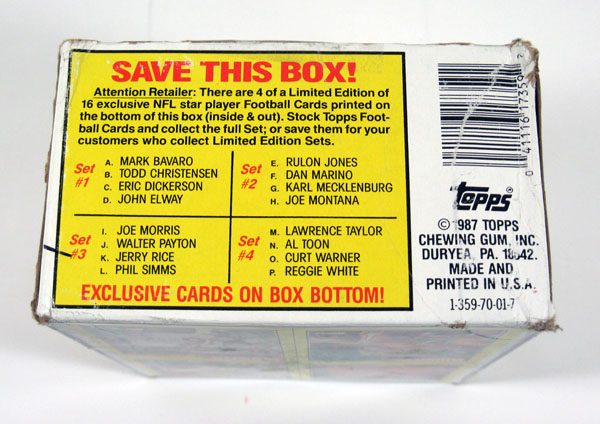 SAVE THIS BOX!
Attention Retailer: There are 4 of a Limited Edition of
16 exclusive NFL star player Football Cards printed on
the bottom of this box (inside & out). Stock Topps Foot-
ball Cards and collect the full Set; or save them for your
customers who collect Limited Edition Sets.
Set #1
A. MARK BAVARO
B. TODD CHRISTENSEN
C. ERIC DICKERSON
D. JOHN ELWAY
Set #2
E. RULON JONES
F. DAN MARINO
G. KARL MECKLENBURG
H. JOE MONTANA
Set #3
I. JOE MORRIS
J. WALTER PAYTON
K. JERRY RICE
L. PHIL SIMMS
Set #4
M. LAWRENCE TAYLOR
N. AL TOON
O. CURT WARNER
P. REGGIE WHITE
EXCLUSIVE CARDS ON BOX BOTTOM!
0 41116 17359 2
Topps®
© 1987 TOPPS
CHEWING GUM, INC.
DURYEA, PA. 18642.
MADE AND
PRINTED IN U.S.A.
1-359-70-01-7